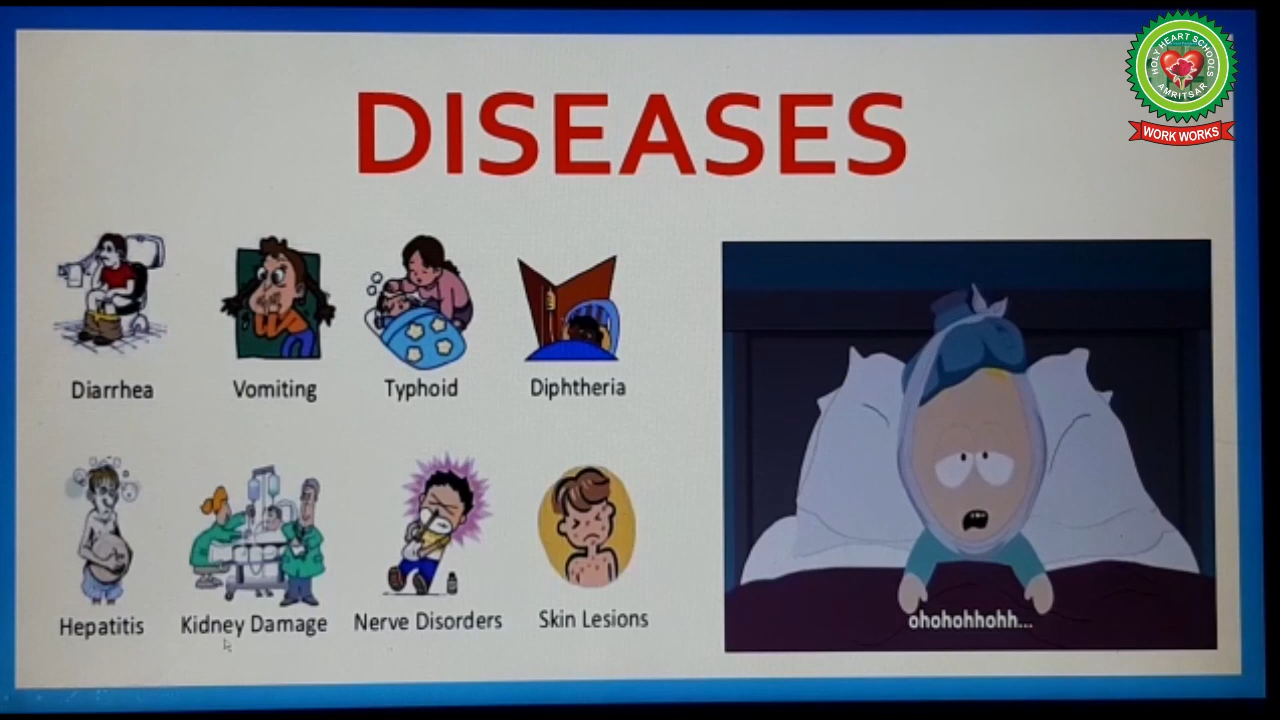 HOLY HEART SCHOOLS
AMRITSAR
WORK WORKS
DISEASES
Diarrhea
Vomiting
Typhoid
Diphtheria
Hepatitis
Kidney Damage
Nerve Disorders
Skin Lesions
ohohohhohh...